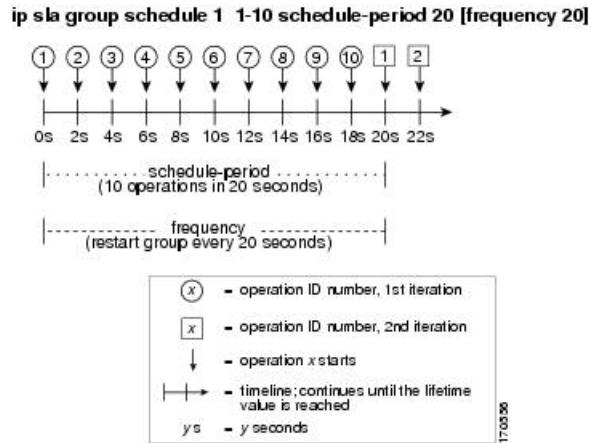 ip sla group schedule 1 1-10 schedule-period 20 [frequency 20]
1 2 3 4 5 6 7 8 9 10 1 2
0s 2s 4s 6s 8s 10s 12s 14s 16s 18s 20s 22s
schedule-period
(10 operations in 20 seconds)
frequency
(restart group every 20 seconds)
x = operation ID number, 1st iteration
x = operation ID number, 2nd iteration
= operation x starts
= timeline; continues until the lifetime
value is reached
y s = y seconds
170556